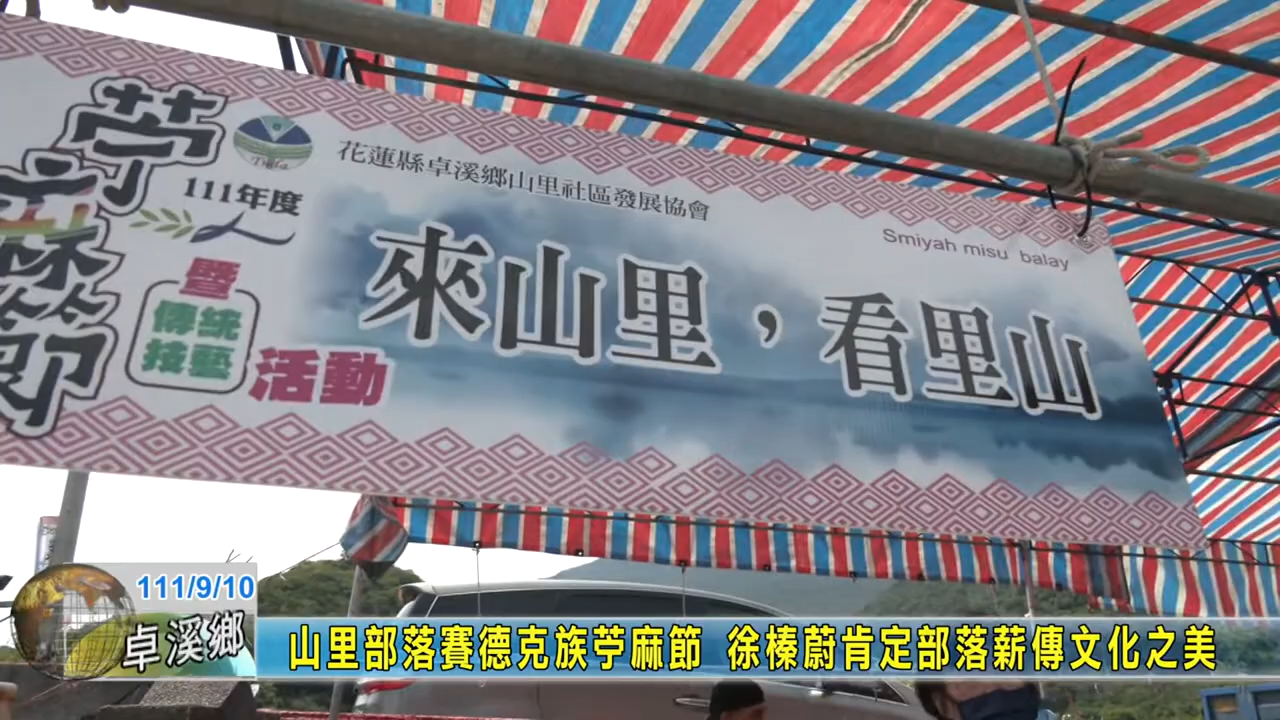 苧麻節
111年度
暨
傳統
技藝
活動
花蓮縣卓溪鄉山里社區發展協會
Smiyah misu balay
來山里，看里山
111/9/10
卓溪鄉
山里部落賽德克族苧麻節 徐榛蔚肯定部落薪傳文化之美